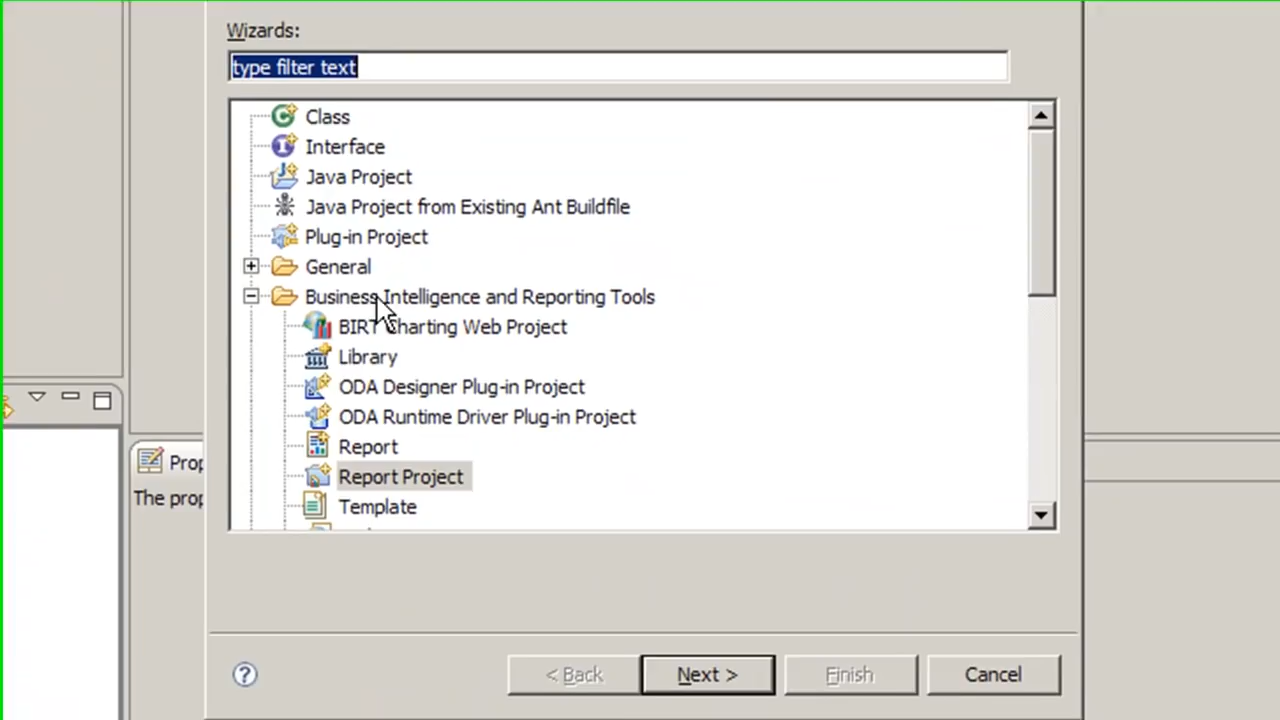 Wizards:
type filter text
Class
Interface
Java Project
Java Project from Existing Ant Buildfile
Plug-in Project
General
Business Intelligence and Reporting Tools
BIRT Charting Web Project
Library
ODA Designer Plug-in Project
ODA Runtime Driver Plug-in Project
Report
Report Project
Template
Prop
The prop
< Back
Next >
Finish
Cancel